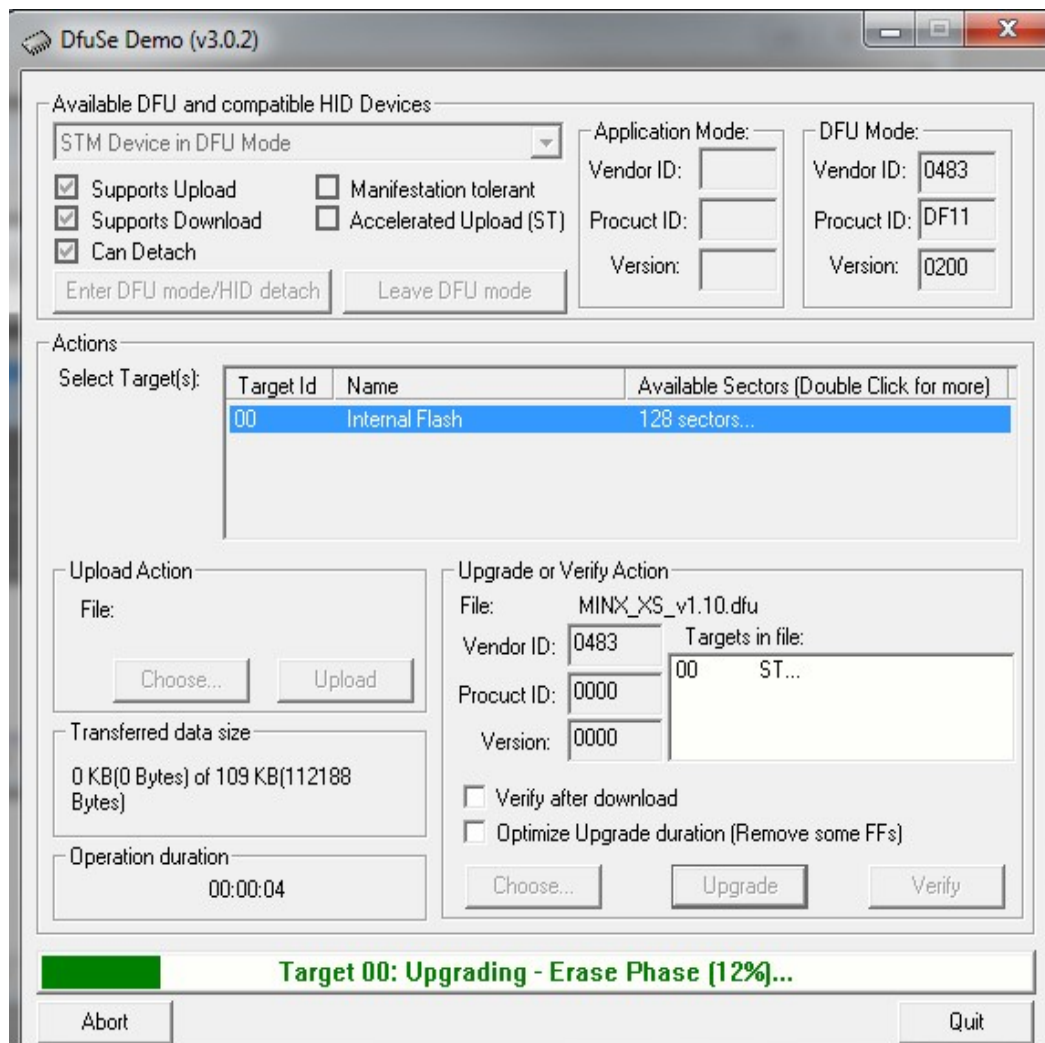 DfuSe Demo (v3.0.2)
Available DFU and compatible HID Devices
STM Device in DFU Mode
Supports Upload
Manifestation tolerant
Supports Download
Accelerated Upload (ST)
Can Detach
Enter DFU mode/HID detach
Leave DFU mode
Application Mode:
Vendor ID:
Procuct ID:
Version:
DFU Mode:
Vendor ID: 0483
Procuct ID: DF11
Version: 0200
Actions
Select Target(s):
Target Id Name Available Sectors (Double Click for more)
00 Internal Flash 128 sectors...
Upload Action
File:
Choose... Upload
Transferred data size
0 KB(0 Bytes) of 109 KB(112188
Bytes)
Operation duration
00:00:04
Upgrade or Verify Action
File: MINX_XS_v1.10.dfu
Vendor ID: 0483
Procuct ID: 0000
Version: 0000
Targets in file:
00 ST...
Verify after download
Optimize Upgrade duration (Remove some FFs)
Choose... Upgrade Verify
Target 00: Upgrading - Erase Phase (12%)...
Abort Quit